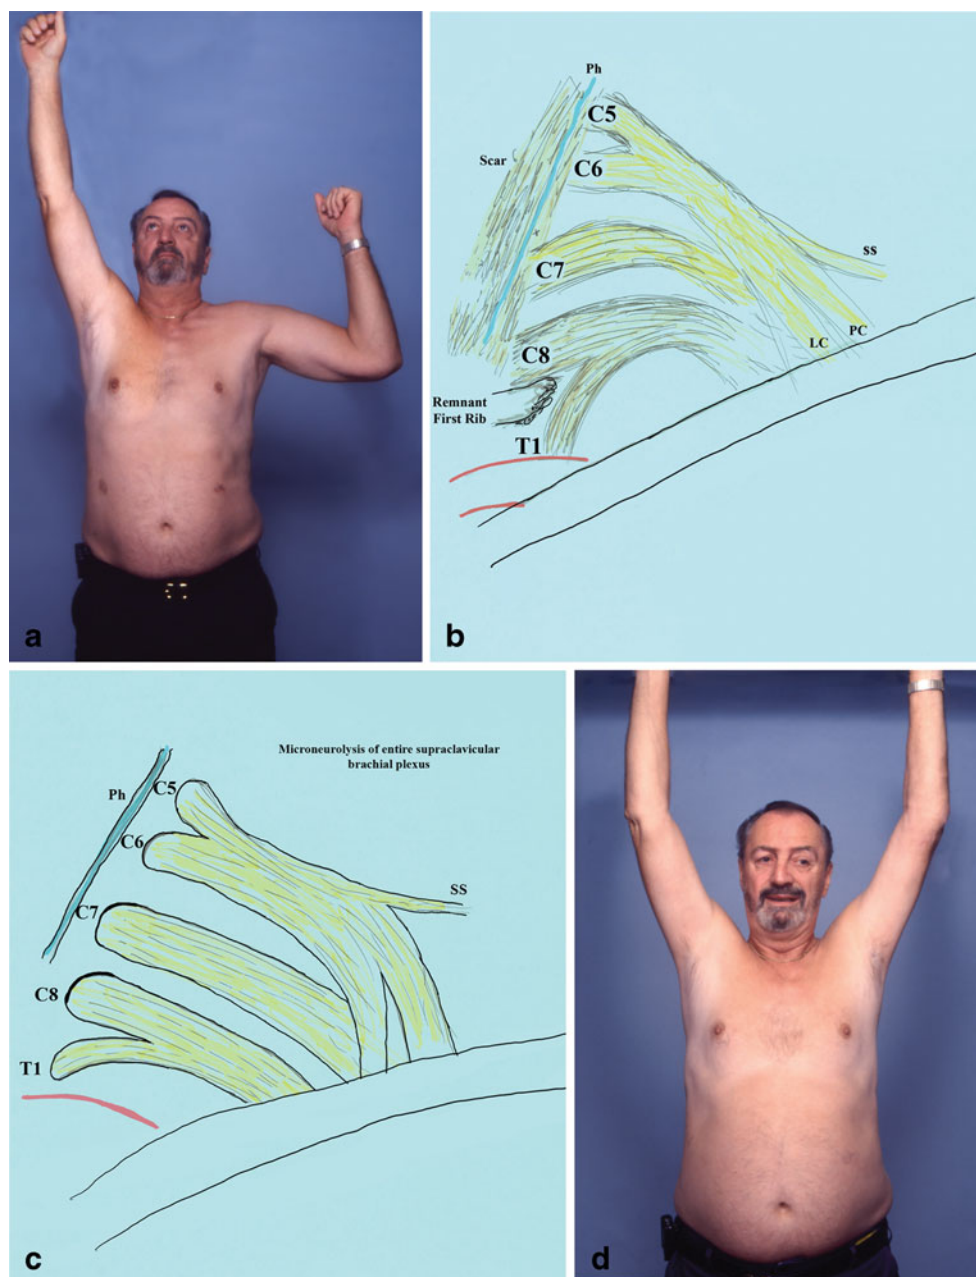 a
Ph
C5
Scar
C6
ss
C7
C8
PC
LC
Remnant
First Rib
T1
b
Microneurolysis of entire supraclavicular
brachial plexus
Ph
C5
C6
SS
C7
C8
T1
c
d